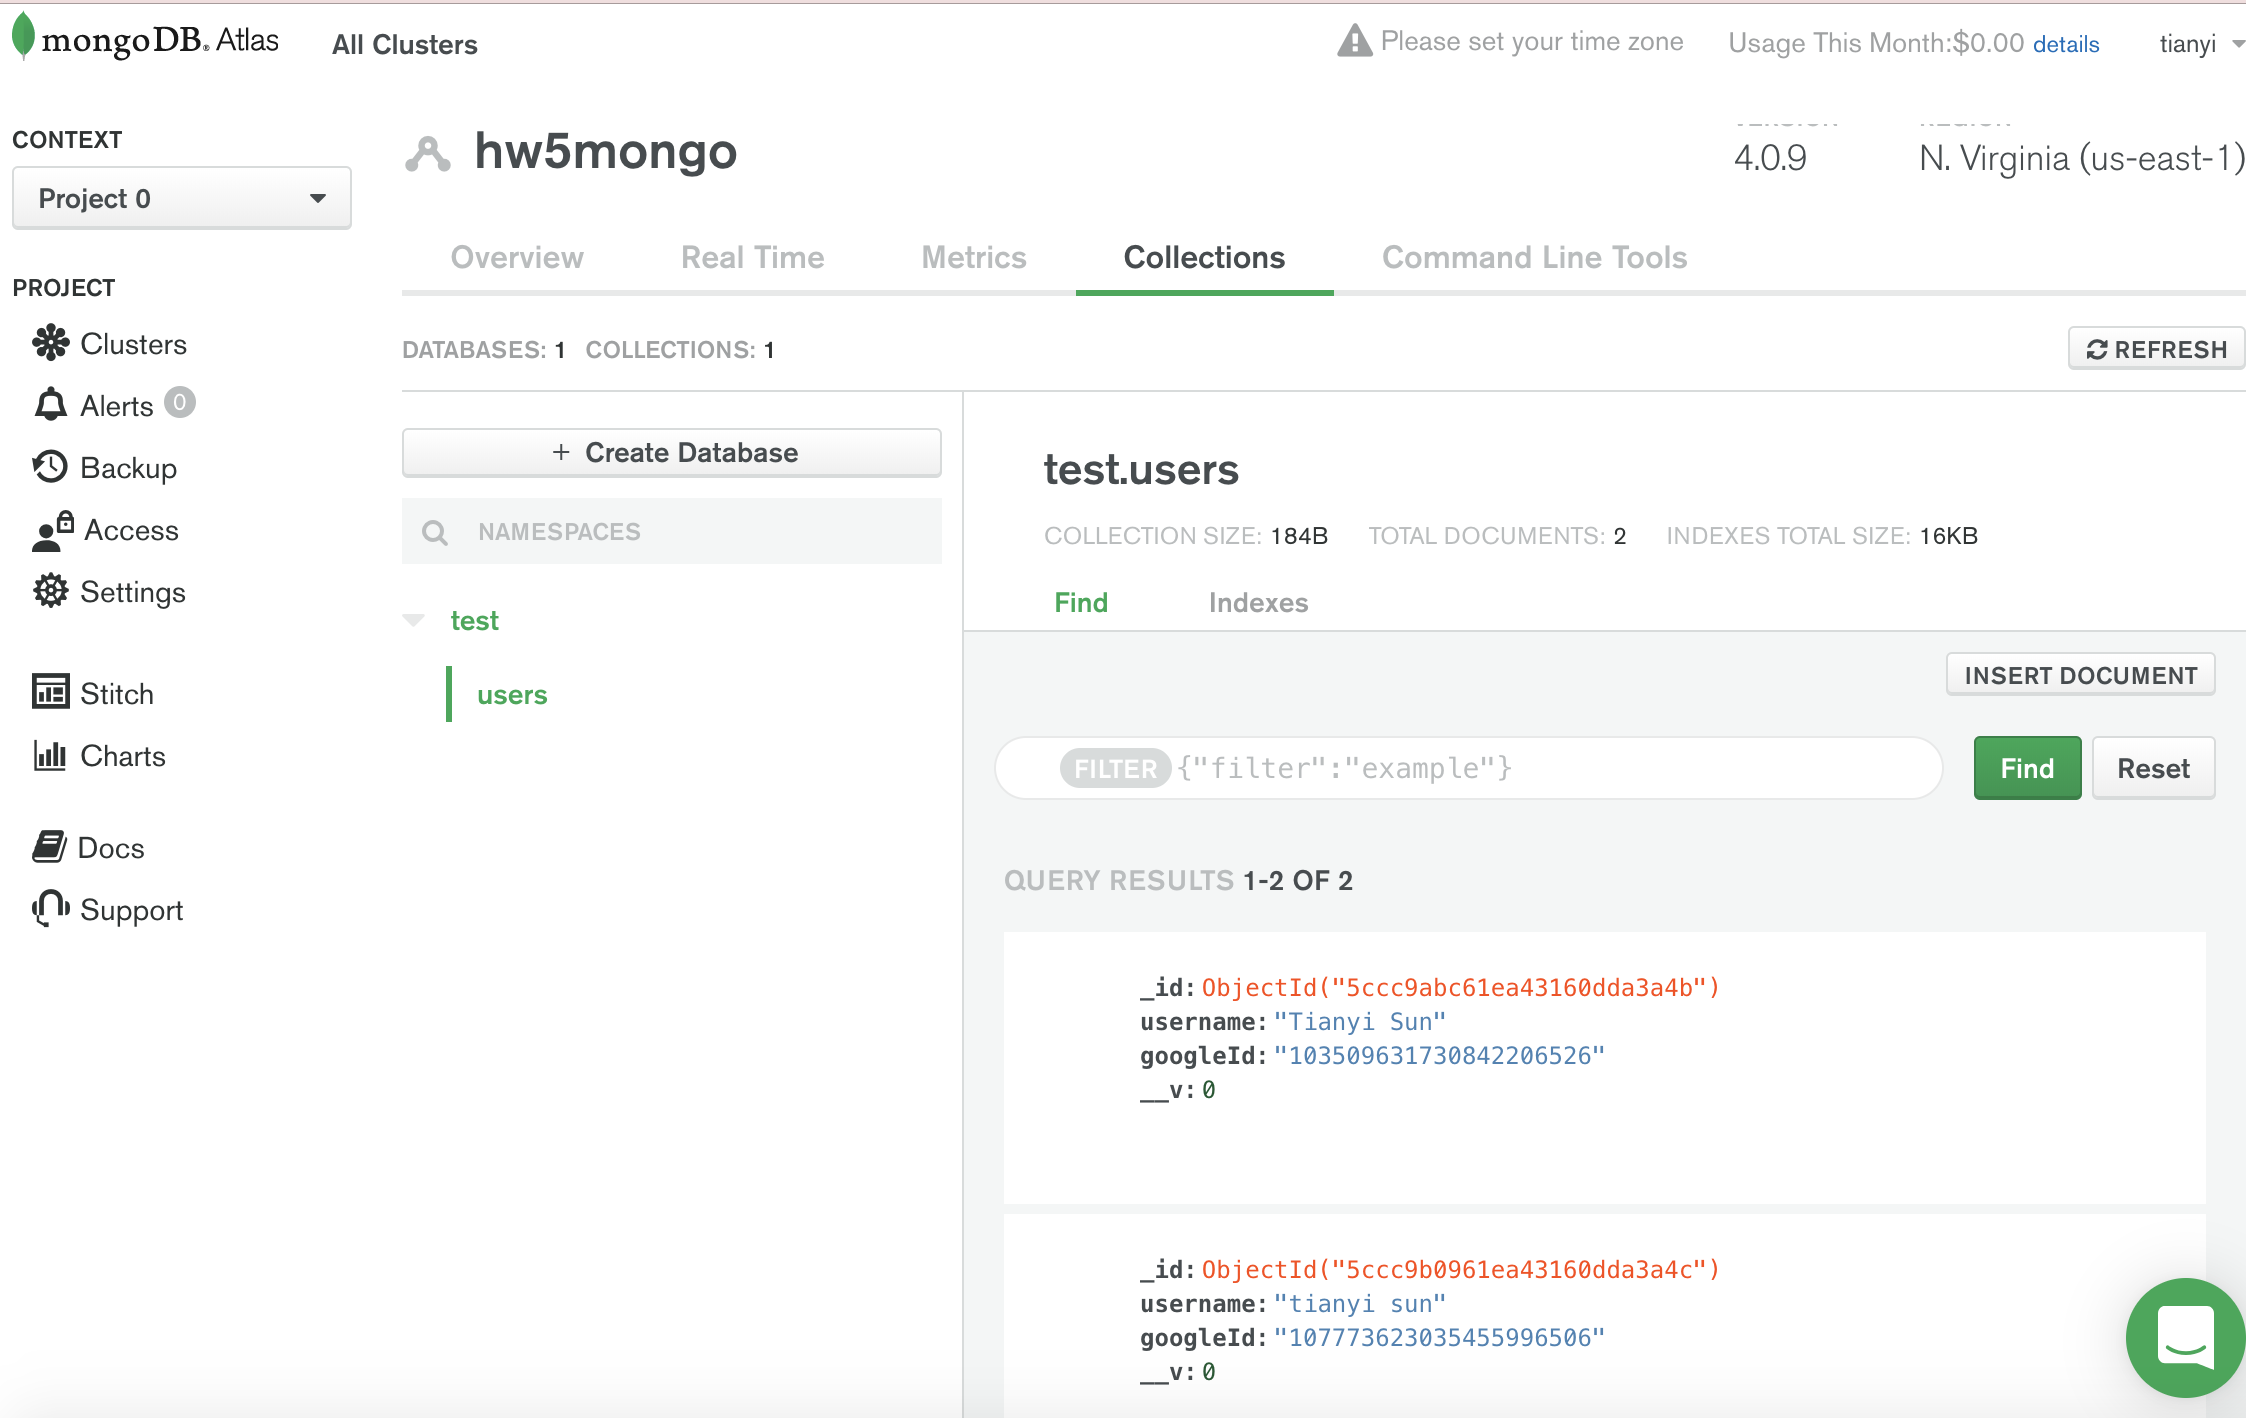 mongoDB. Atlas
All Clusters
Please set your time zone
Usage This Month:$0.00 details
tianyi
CONTEXT
Project 0
PROJECT
Clusters
Alerts 0
Backup
Access
Settings
Stitch
Charts
Docs
Support
hw5mongo
4.0.9
N. Virginia (us-east-1)
Overview
Real Time
Metrics
Collections
Command Line Tools
DATABASES: 1 COLLECTIONS: 1
REFRESH
+ Create Database
NAMESPACES
test
users
test.users
COLLECTION SIZE: 184B TOTAL DOCUMENTS: 2 INDEXES TOTAL SIZE: 16KB
Find
Indexes
INSERT DOCUMENT
FILTER {"filter":"example"}
Find
Reset
QUERY RESULTS 1-2 OF 2
_id: ObjectId("5ccc9abc61ea43160dda3a4b")
username: "Tianyi Sun"
googleId: "103509631730842206526"
__v: 0
_id: ObjectId("5ccc9b0961ea43160dda3a4c")
username: "tianyi sun"
googleId: "107773623035455996506"
__v: 0